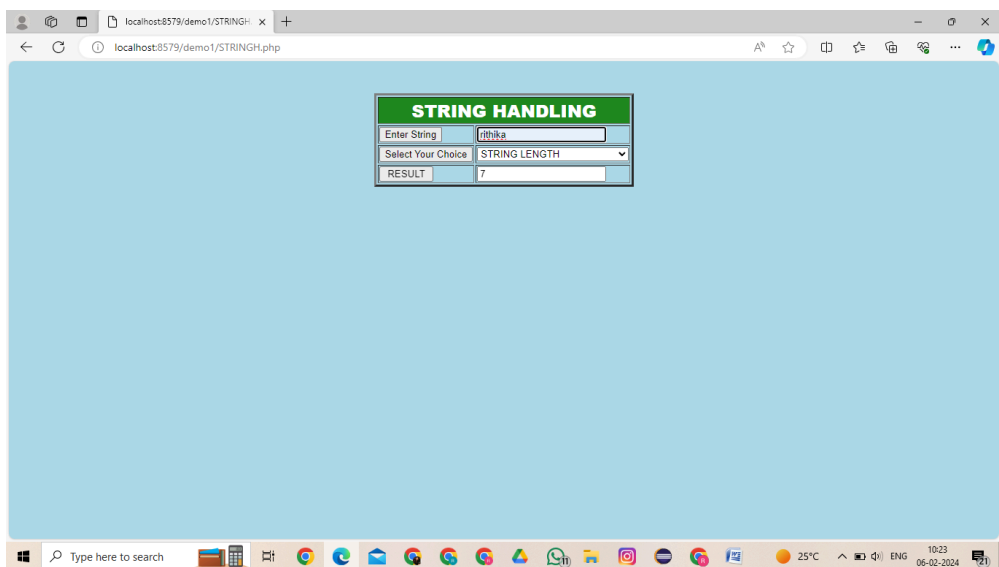 localhost:8579/demo1/STRINGH
localhost:8579/demo1/STRINGH.php
STRING HANDLING
Enter String rithika
Select Your Choice STRING LENGTH
RESULT 7
Type here to search
11
25°C ENG 10:23
06-02-2024
21